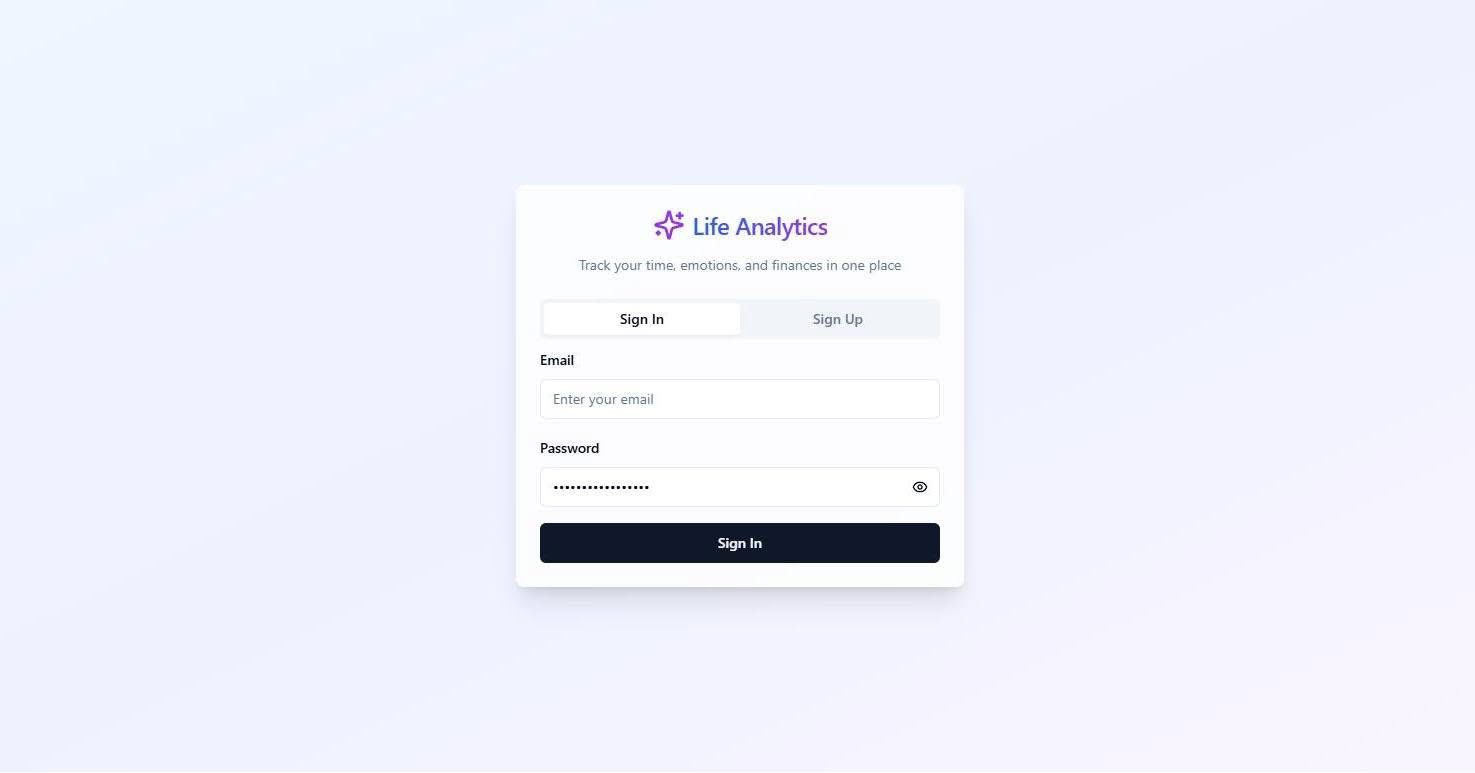 Life Analytics
Track your time, emotions, and finances in one place
Sign In
Sign Up
Email
Enter your email
Password
•••••••••••••••••
Sign In